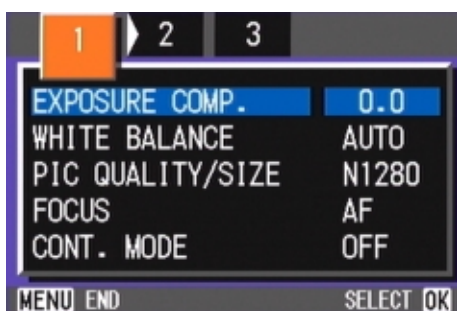 1 2 3
EXPOSURE COMP. 0.0
WHITE BALANCE AUTO
PIC QUALITY/SIZE N1280
FOCUS AF
CONT. MODE OFF
MENU END SELECT OK